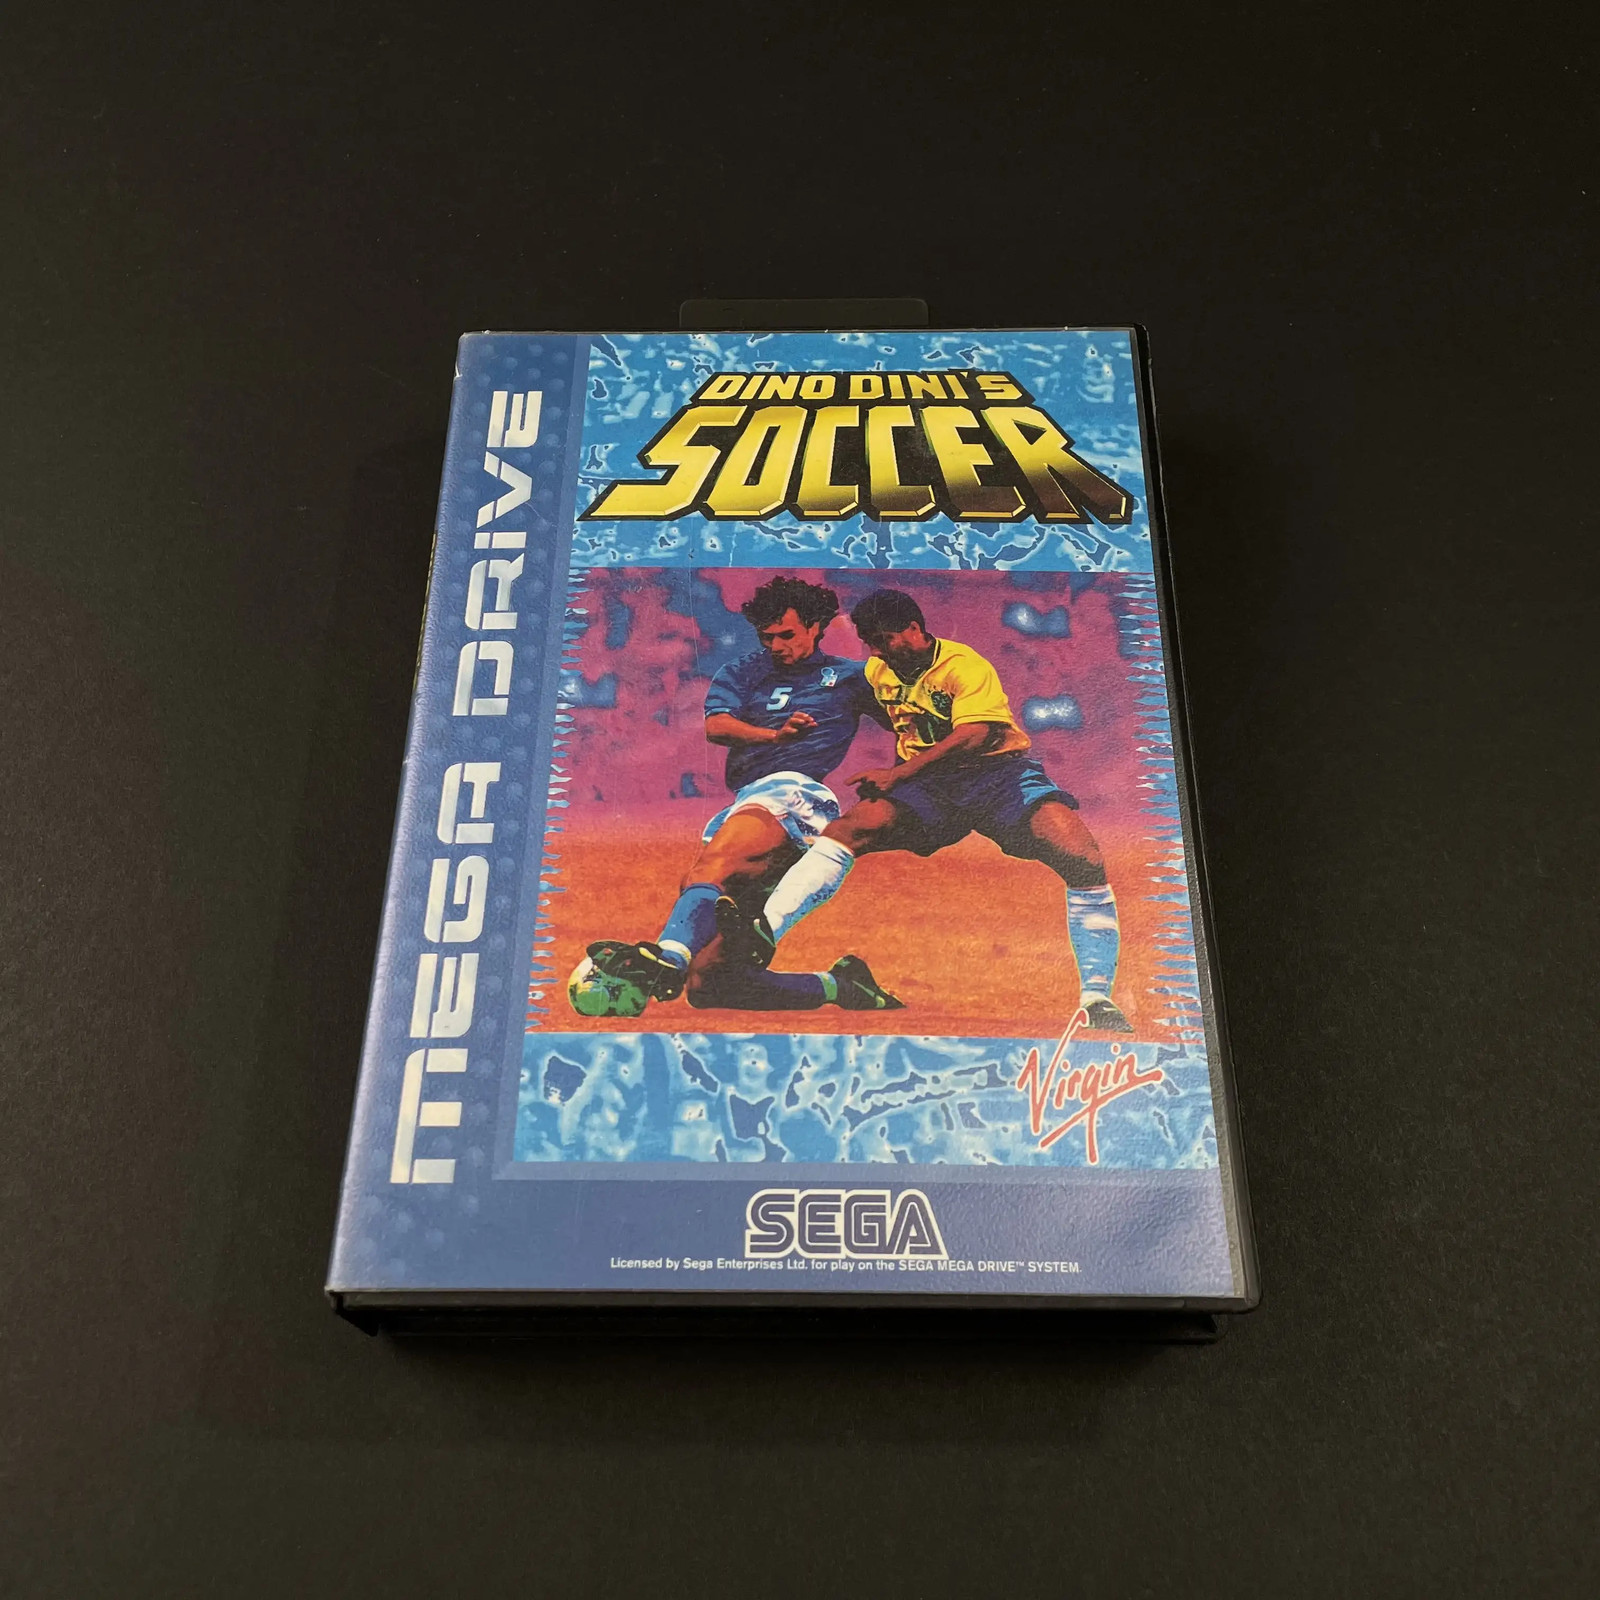 MEGA DRIVE
DINO DINI'S
SOCCER
5
Virgin
SEGA
Licensed by Sega Enterprises Ltd. for play on the SEGA MEGA DRIVE™ SYSTEM.